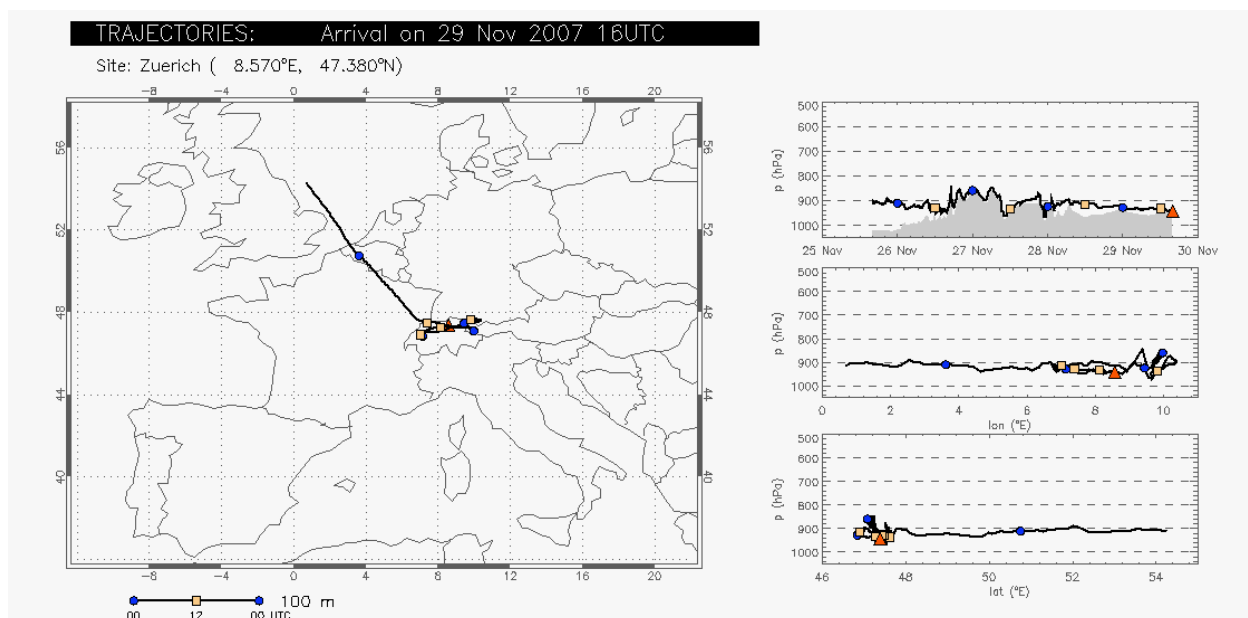 TRAJECTORIES: Arrival on 29 Nov 2007 16UTC
Site: Zuerich ( 8.570°E, 47.380°N)
-8 -4 0 4 8 12 16 20
56 56
52 52
48 48
44 44
40 40
-8 -4 0 4 8 12 16 20
100 m
00 12 00 UTC
p (hPa)
500
600
700
800
900
1000
25 Nov 26 Nov 27 Nov 28 Nov 29 Nov 30 Nov
p (hPa)
500
600
700
800
900
1000
0 2 4 6 8 10
lon (°E)
p (hPa)
500
600
700
800
900
1000
46 48 50 52 54
lat (°E)